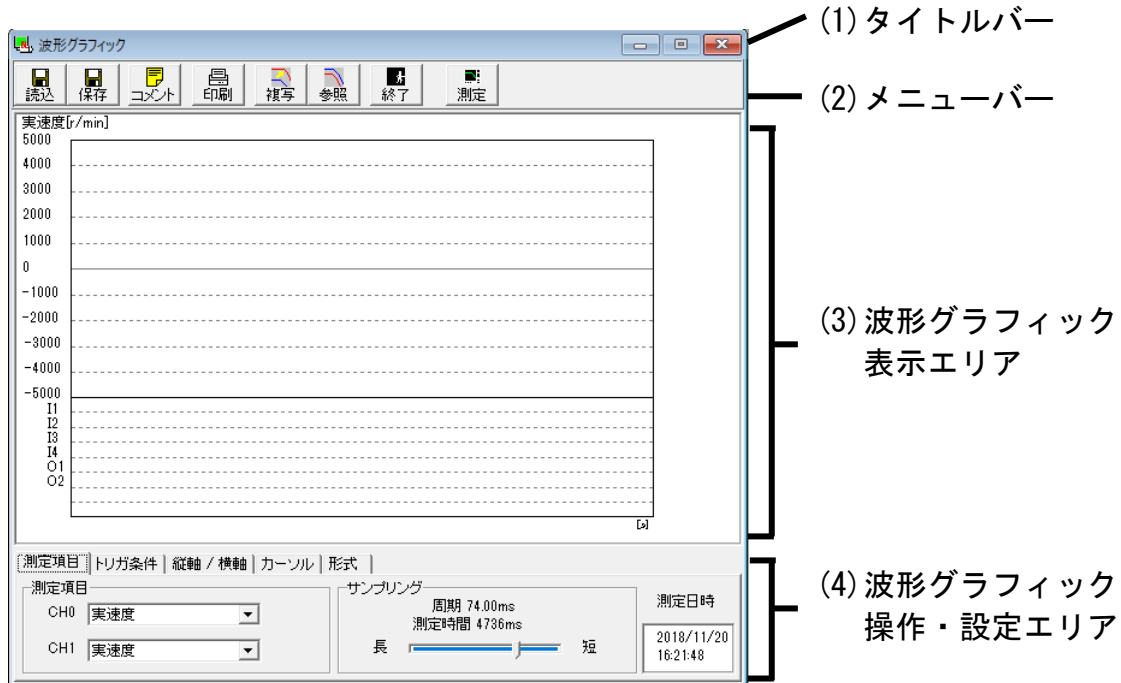 波形グラフィック
(1)タイトルバー
読込 保存 コメント 印刷 複写 参照 終了 測定
(2)メニューバー
実速度[r/min]
5000
4000
3000
2000
1000
0
-1000
-2000
-3000
-4000
-5000
I1
I2
I3
I4
O1
O2
[s]
(3)波形グラフィック
表示エリア
測定項目 トリガ条件 縦軸 / 横軸 カーソル 形式
測定項目
CH0 実速度
CH1 実速度
サンプリング
周期 74.00ms
測定時間 4736ms
長 短
測定日時
2018/11/20
16:21:48
(4)波形グラフィック
操作・設定エリア